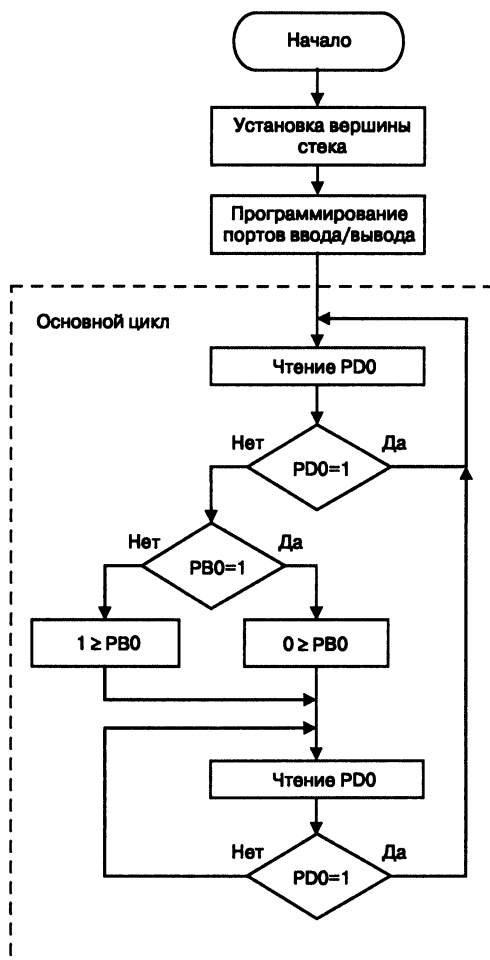 Начало
Установка вершины
стека
Программирование
портов ввода/вывода
Основной цикл
Чтение PD0
Нет
Да
PD0=1
Нет
Да
PB0=1
1 ≥ PB0
0 ≥ PB0
Чтение PD0
Нет
Да
PD0=1